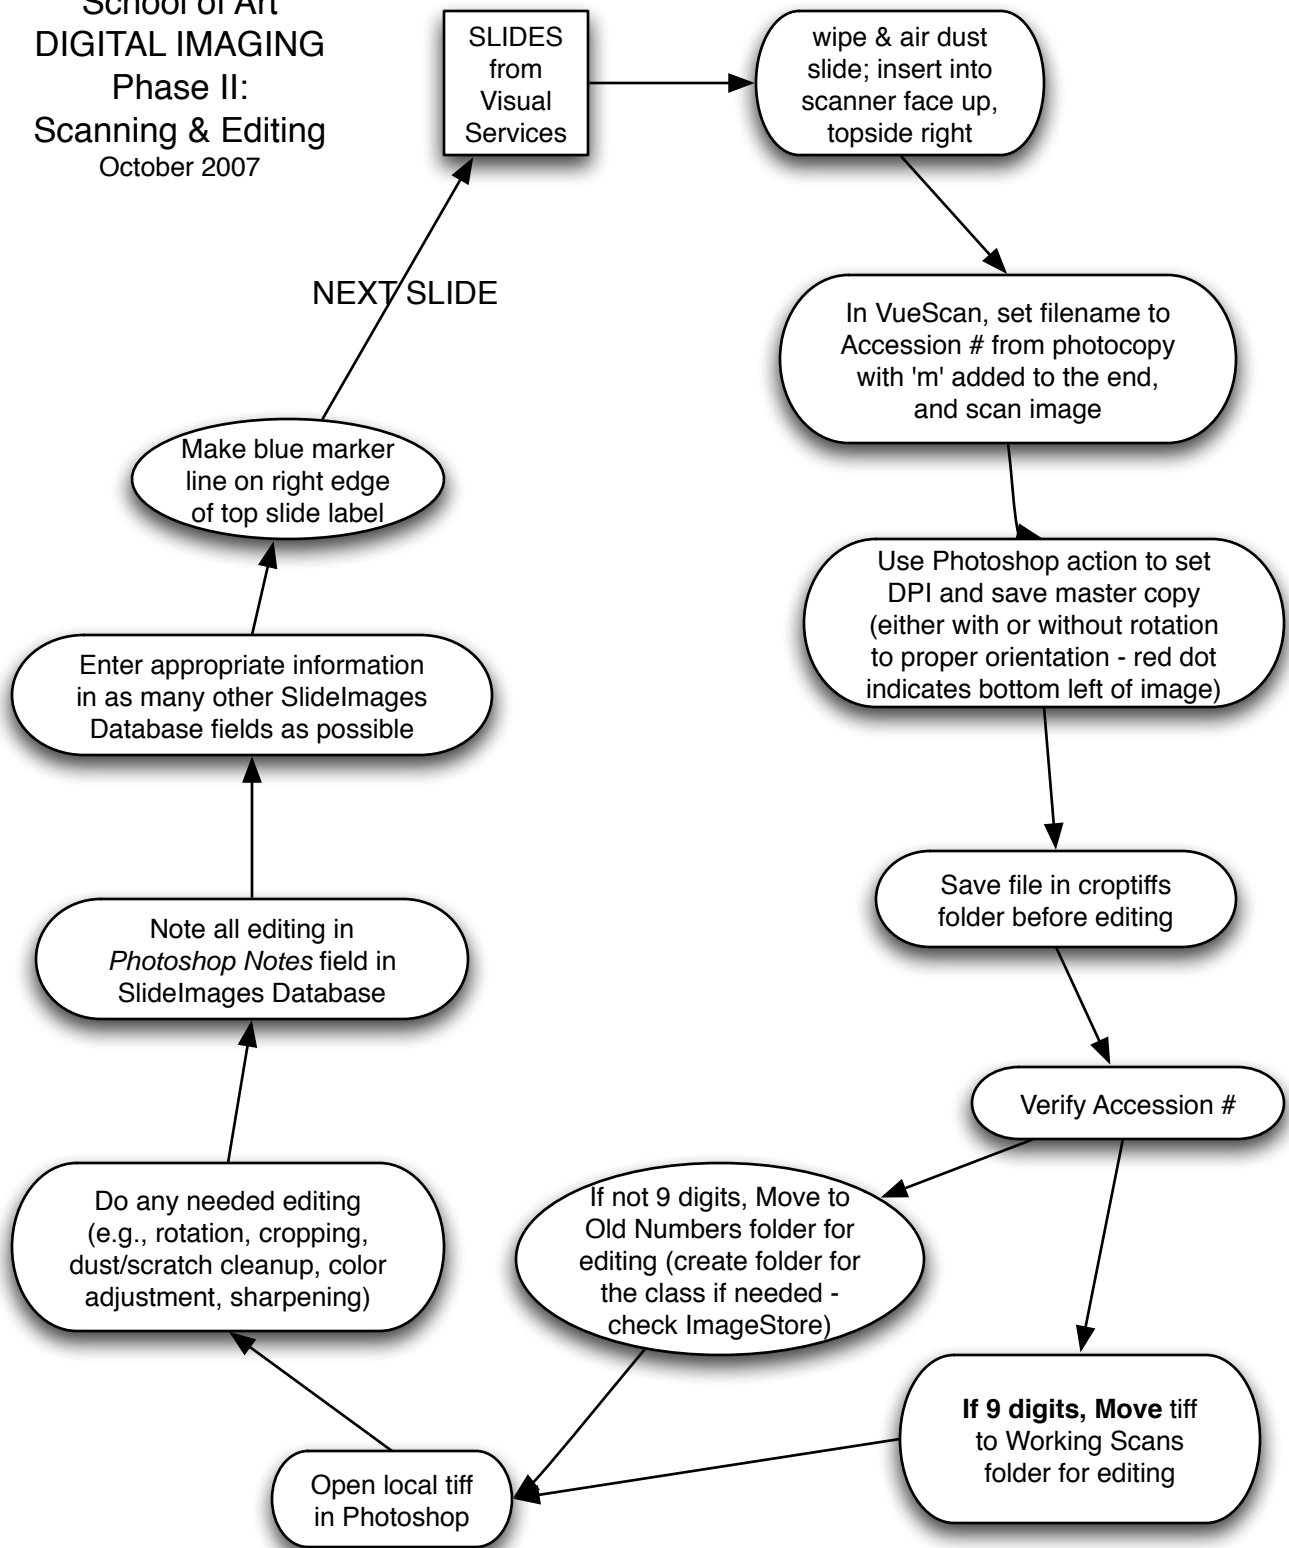 School of Art
DIGITAL IMAGING
Phase II:
Scanning & Editing
October 2007
SLIDES
from
Visual
Services
wipe & air dust
slide; insert into
scanner face up,
topside right
In VueScan, set filename to
Accession # from photocopy
with 'm' added to the end,
and scan image
Use Photoshop action to set
DPI and save master copy
(either with or without rotation
to proper orientation - red dot
indicates bottom left of image)
Save file in croptiffs
folder before editing
Verify Accession #
If not 9 digits, Move to
Old Numbers folder for
editing (create folder for
the class if needed -
check ImageStore)
If 9 digits, Move tiff
to Working Scans
folder for editing
Open local tiff
in Photoshop
Do any needed editing
(e.g., rotation, cropping,
dust/scratch cleanup, color
adjustment, sharpening)
Note all editing in
Photoshop Notes field in
SlideImages Database
Enter appropriate information
in as many other SlideImages
Database fields as possible
Make blue marker
line on right edge
of top slide label
NEXT SLIDE